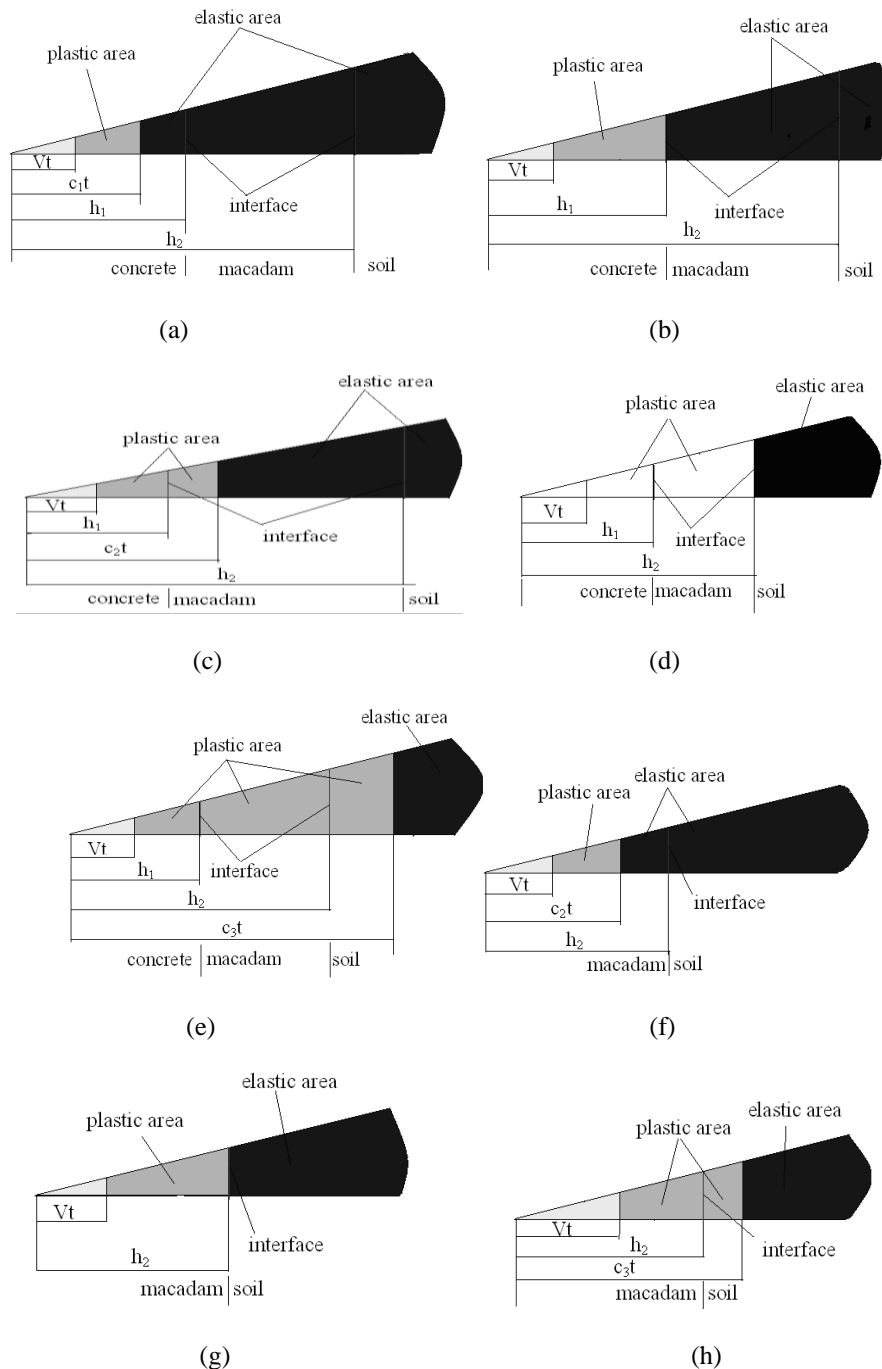 elastic area
plastic area
Vt
c₁t
h₁
interface
h₂
concrete macadam soil
(a)
elastic area
plastic area
Vt
h₁
interface
h₂
concrete macadam soil
(b)
elastic area
plastic area
Vt
h₁
interface
c₂t
h₂
concrete macadam soil
(c)
elastic area
plastic area
Vt
h₁
interface
h₂
concrete macadam soil
(d)
elastic area
plastic area
Vt
h₁
interface
h₂
c₃t
concrete macadam soil
(e)
elastic area
plastic area
Vt
c₂t
interface
h₂
macadam soil
(f)
elastic area
plastic area
Vt
interface
h₂
macadam soil
(g)
elastic area
plastic area
Vt
h₂
interface
c₃t
macadam soil
(h)